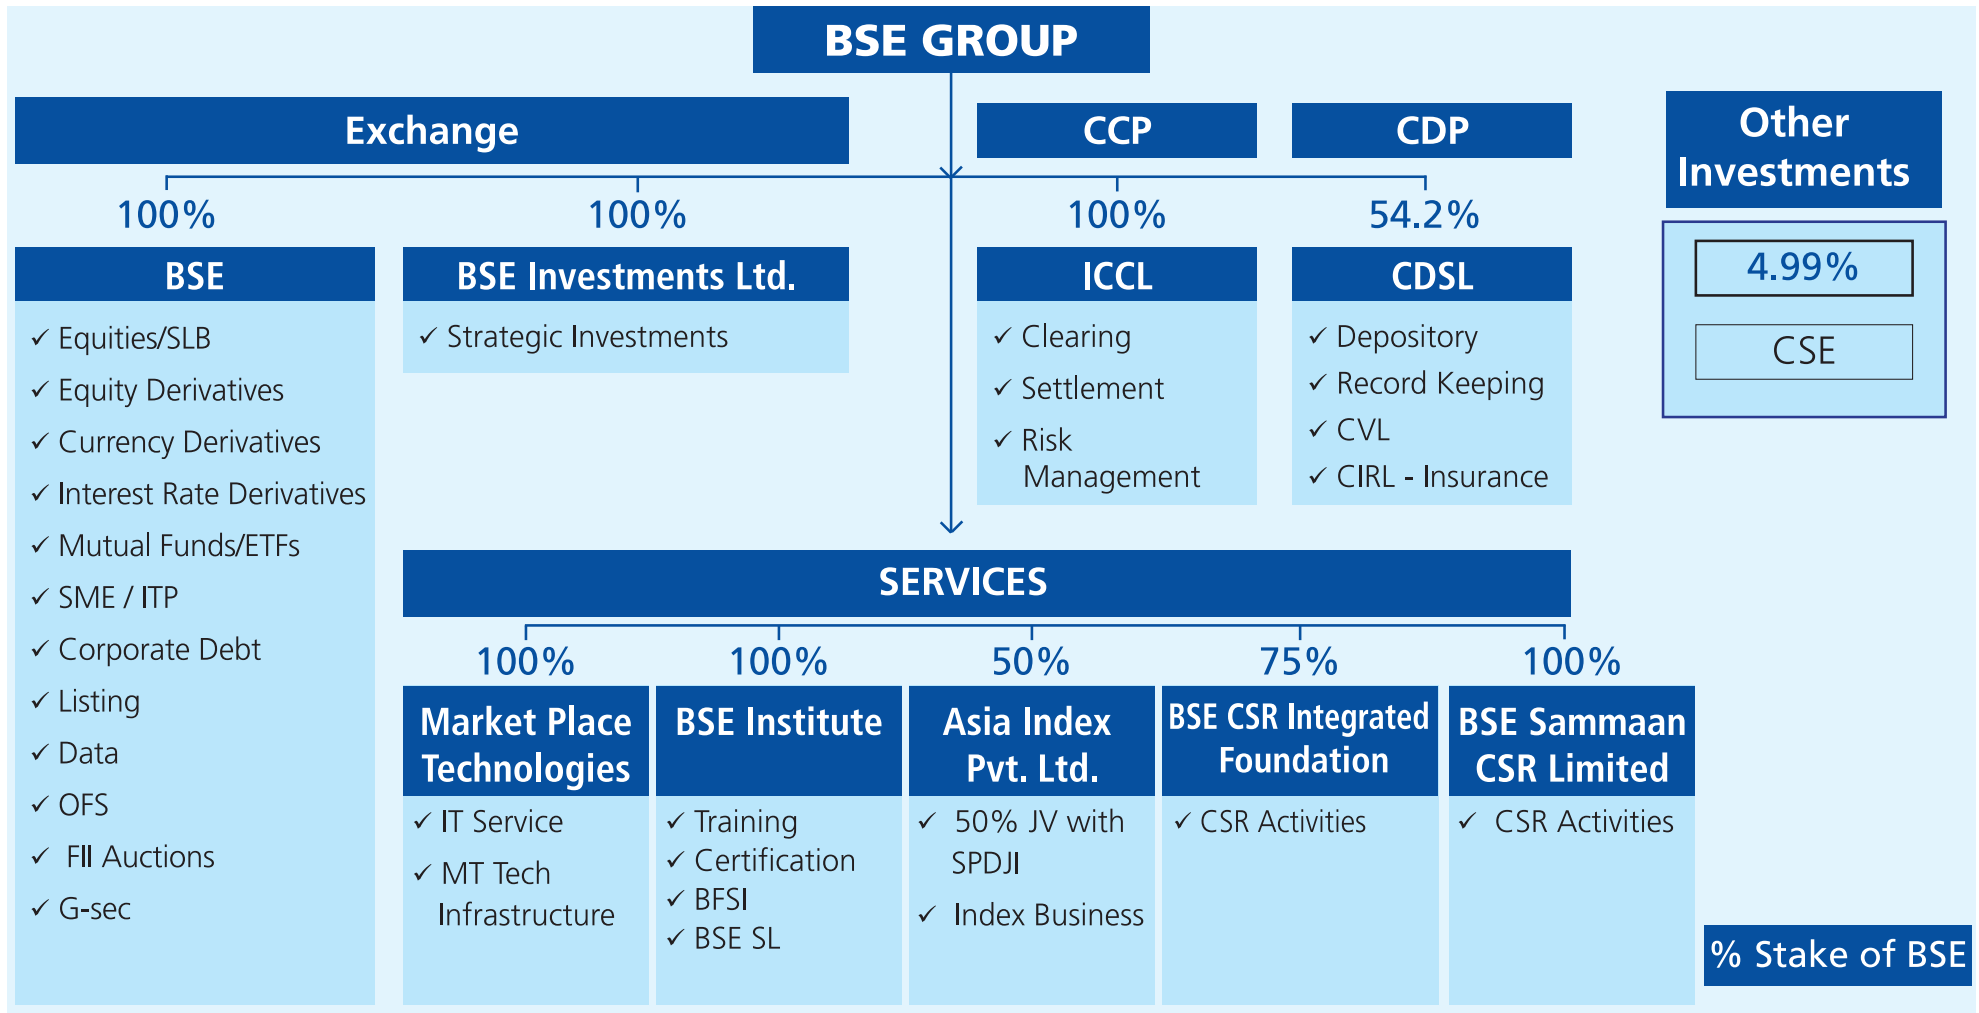 BSE GROUP
Exchange
CCP
CDP
Other
Investments
100%
100%
100%
54.2%
4.99%
CSE
BSE
✓ Equities/SLB
✓ Equity Derivatives
✓ Currency Derivatives
✓ Interest Rate Derivatives
✓ Mutual Funds/ETFs
✓ SME / ITP
✓ Corporate Debt
✓ Listing
✓ Data
✓ OFS
✓ FII Auctions
✓ G-sec
BSE Investments Ltd.
✓ Strategic Investments
ICCL
✓ Clearing
✓ Settlement
✓ Risk
Management
CDSL
✓ Depository
✓ Record Keeping
✓ CVL
✓ CIRL - Insurance
SERVICES
100%
100%
50%
75%
100%
Market Place
Technologies
✓ IT Service
✓ MT Tech
Infrastructure
BSE Institute
✓ Training
✓ Certification
✓ BFSI
✓ BSE SL
Asia Index
Pvt. Ltd.
✓ 50% JV with
SPDJI
✓ Index Business
BSE CSR Integrated
Foundation
✓ CSR Activities
BSE Sammaan
CSR Limited
✓ CSR Activities
% Stake of BSE